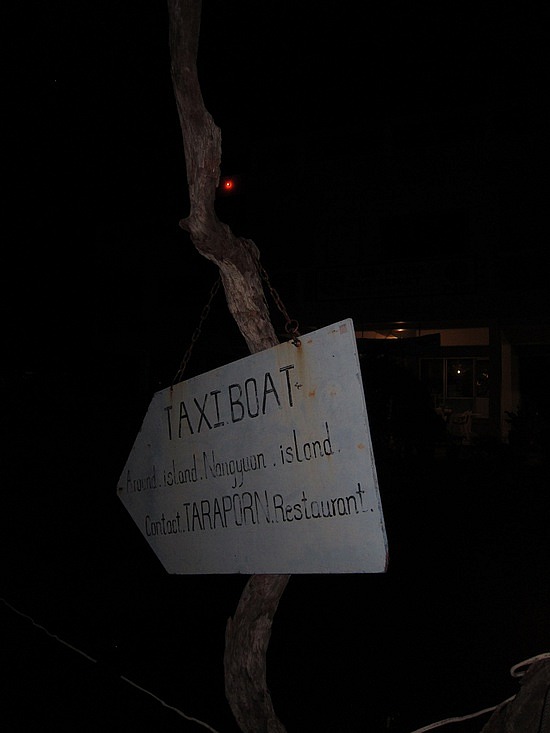 TAXI.BOAT
Around.island.Nangyuan.island.
Contact.TARAPORN.Restaurant.